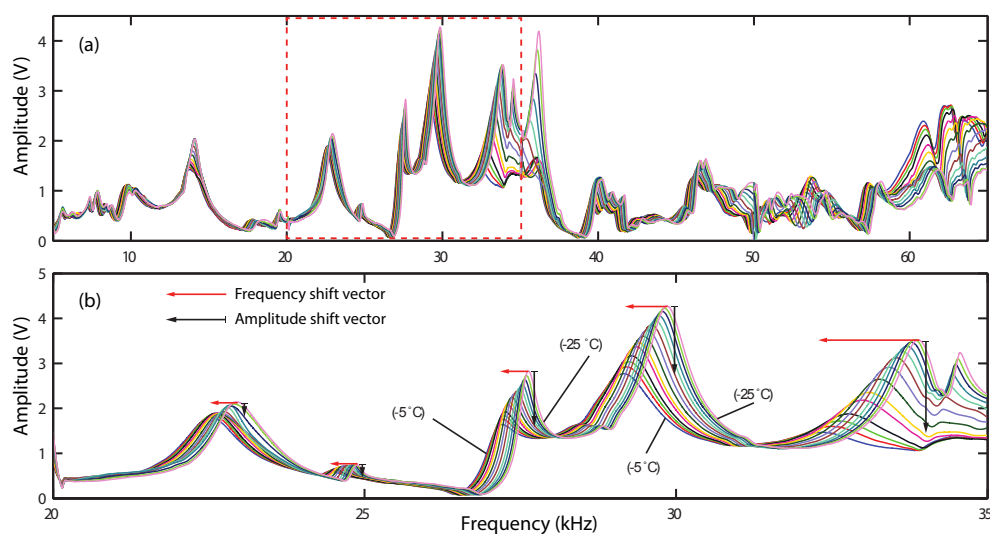 (a)
Amplitude (V)
4
3
2
1
0
10
20
30
40
50
60
(b)
Frequency shift vector
Amplitude shift vector
Amplitude (V)
5
4
3
2
1
0
(-5˚C)
(-25 ˚C)
(-25 ˚C)
(-5˚C)
20
25
30
35
Frequency (kHz)